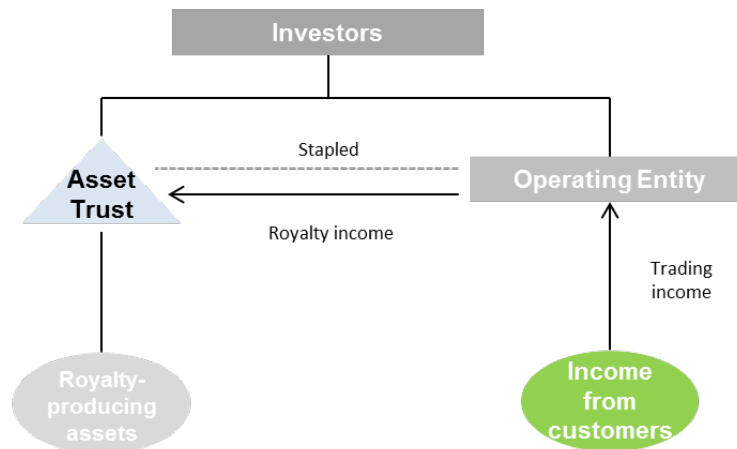 Investors
Stapled
Asset
Trust
Operating Entity
Royalty income
Trading
income
Royalty-
producing
assets
Income
from
customers